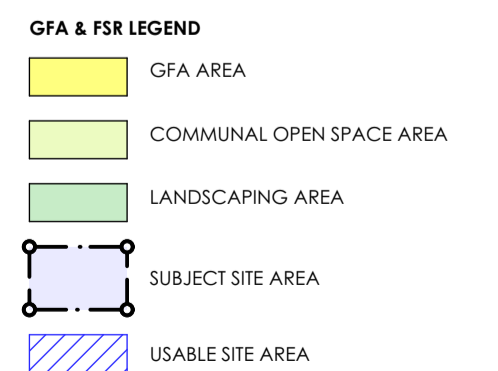 GFA & FSR LEGEND
GFA AREA
COMMUNAL OPEN SPACE AREA
LANDSCAPING AREA
SUBJECT SITE AREA
USABLE SITE AREA